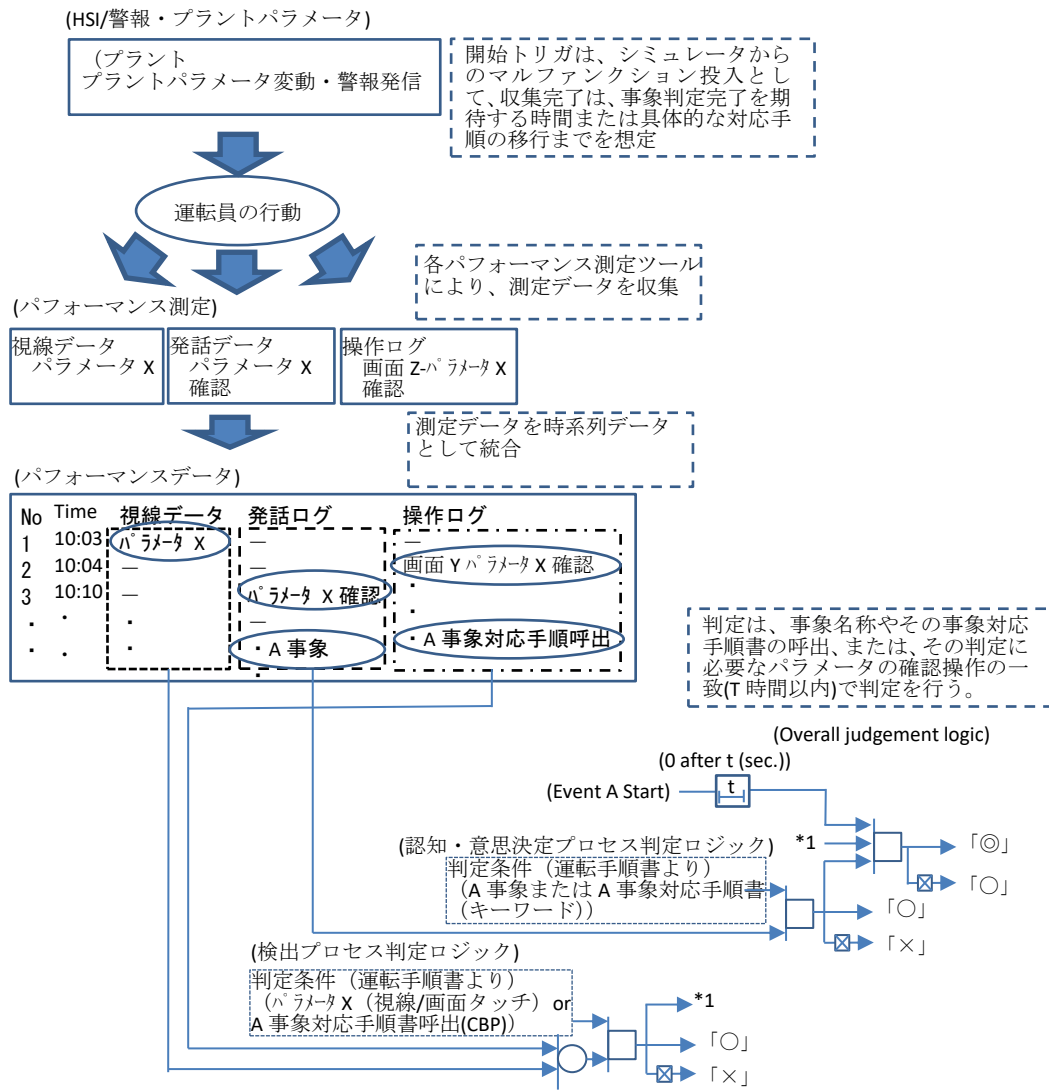 (HSI/警報・プラントパラメータ)
（プラント
プラントパラメータ変動・警報発信
開始トリガは、シミュレータから
のマルファンクション投入とし
て、収集完了は、事象判定完了を期
待する時間または具体的な対応手
順の移行までを想定
運転員の行動
各パフォーマンス測定ツール
により、測定データを収集
(パフォーマンス測定)
視線データ
パラメータ X
発話データ
パラメータ X
確認
操作ログ
画面 Z-パラメータ X
確認
測定データを時系列データ
として統合
(パフォーマンスデータ)
No Time 視線データ 発話ログ 操作ログ
1 10:03 パラメータ X — —
2 10:04 — — 画面 Y パラメータ X 確認
3 10:10 — パラメータ X 確認 ・
・ ・ ・ — ・
・ ・ ・ ・A 事象 ・A 事象対応手順呼出
・
判定は、事象名称やその事象対応
手順書の呼出、または、その判定に
必要なパラメータの確認操作の一
致(T 時間以内)で判定を行う。
(Overall judgement logic)
(0 after t (sec.))
(Event A Start)
t
*1
「◎」
「○」
(認知・意思決定プロセス判定ロジック)
判定条件（運転手順書より）
（A 事象または A 事象対応手順書
（キーワード））
「○」
「×」
(検出プロセス判定ロジック)
判定条件（運転手順書より）
（パラメータ X（視線/画面タッチ）or
A 事象対応手順書呼出(CBP)）
*1
「○」
「×」